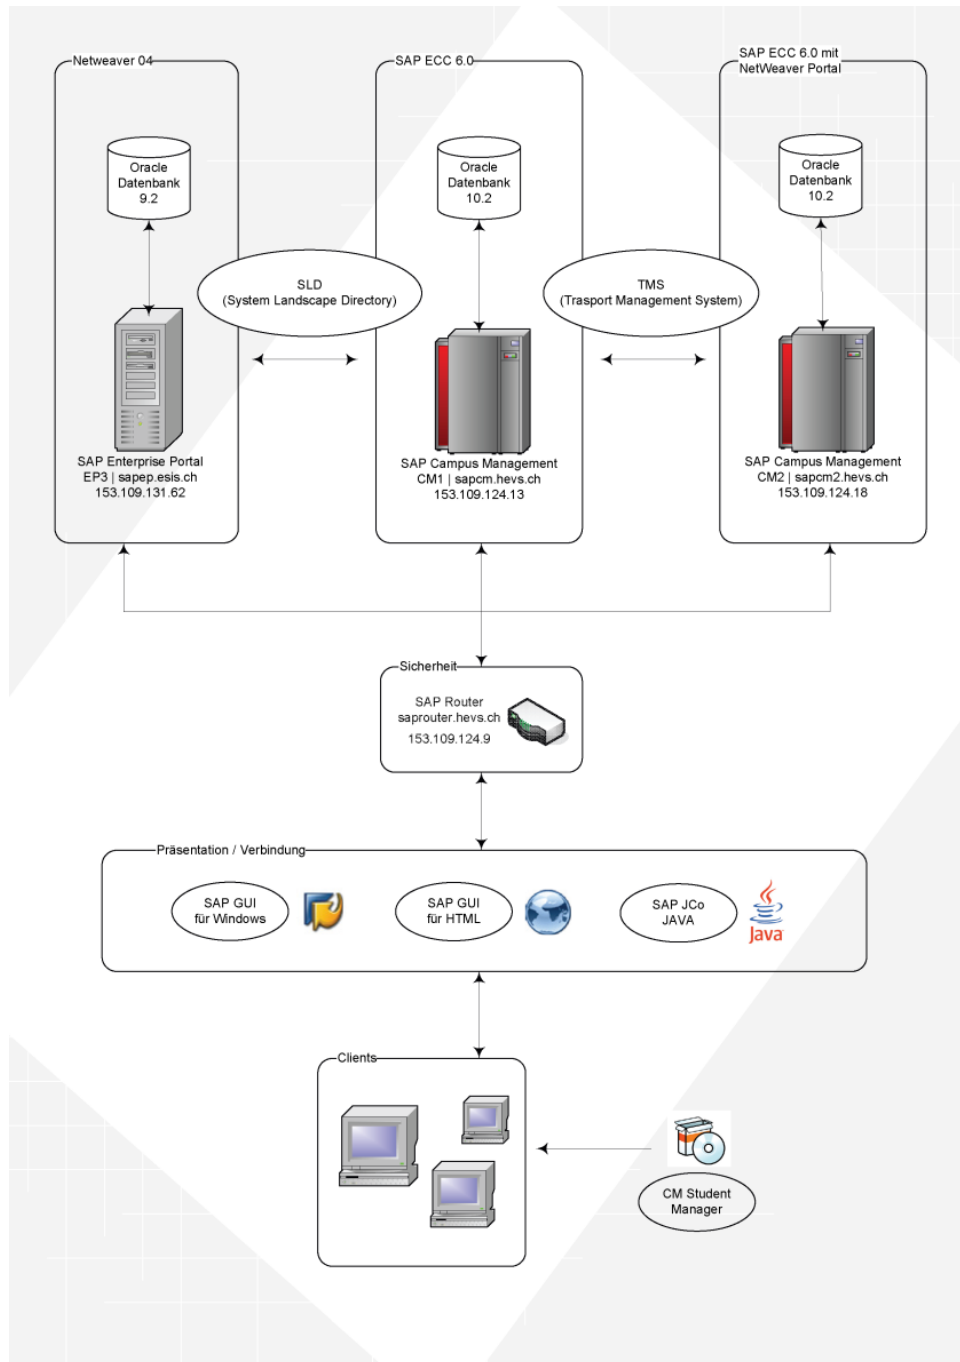 Netweaver 04
SAP ECC 6.0
SAP ECC 6.0 mit
NetWeaver Portal
Oracle
Datenbank
9.2
Oracle
Datenbank
10.2
Oracle
Datenbank
10.2
SLD
(System Landscape Directory)
TMS
(Trasport Management System)
SAP Enterprise Portal
EP3 | sapep.esis.ch
153.109.131.62
SAP Campus Management
CM1 | sapcm.hevs.ch
153.109.124.13
SAP Campus Management
CM2 | sapcm2.hevs.ch
153.109.124.18
Sicherheit
SAP Router
saprouter.hevs.ch
153.109.124.9
Präsentation / Verbindung
SAP GUI
für Windows
SAP GUI
für HTML
SAP JCo
JAVA
Java
Clients
CM Student
Manager